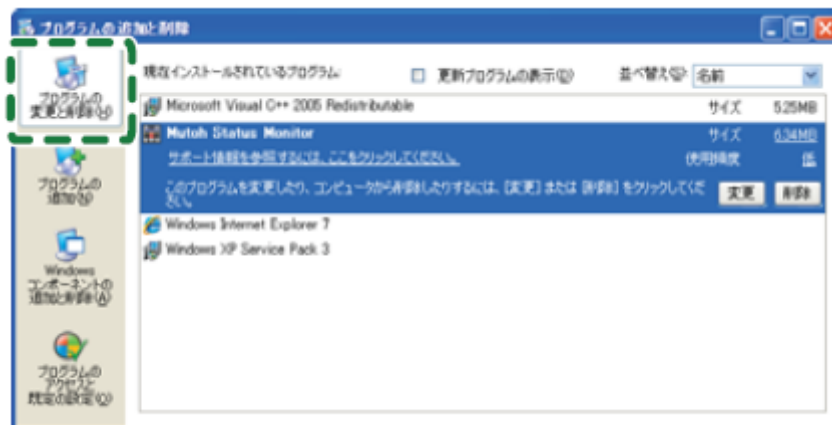 プログラムの追加と削除
プログラムの
変更と削除(H)
プログラムの
追加(N)
Windows
コンポーネントの
追加と削除(A)
プログラムの
アクセスと
既定の設定(O)
現在インストールされているプログラム:
更新プログラムの表示(D)
並べ替え(S):
名前
Microsoft Visual C++ 2005 Redistributable
サイズ
5.25MB
Mutoh Status Monitor
サイズ
6.34MB
サポート情報を参照するには、ここをクリックしてください。
使用頻度
低
このプログラムを変更したり、コンピュータから削除したりするには、[変更] または [削除] をクリックしてくだ
さい。
変更
削除
Windows Internet Explorer 7
Windows XP Service Pack 3